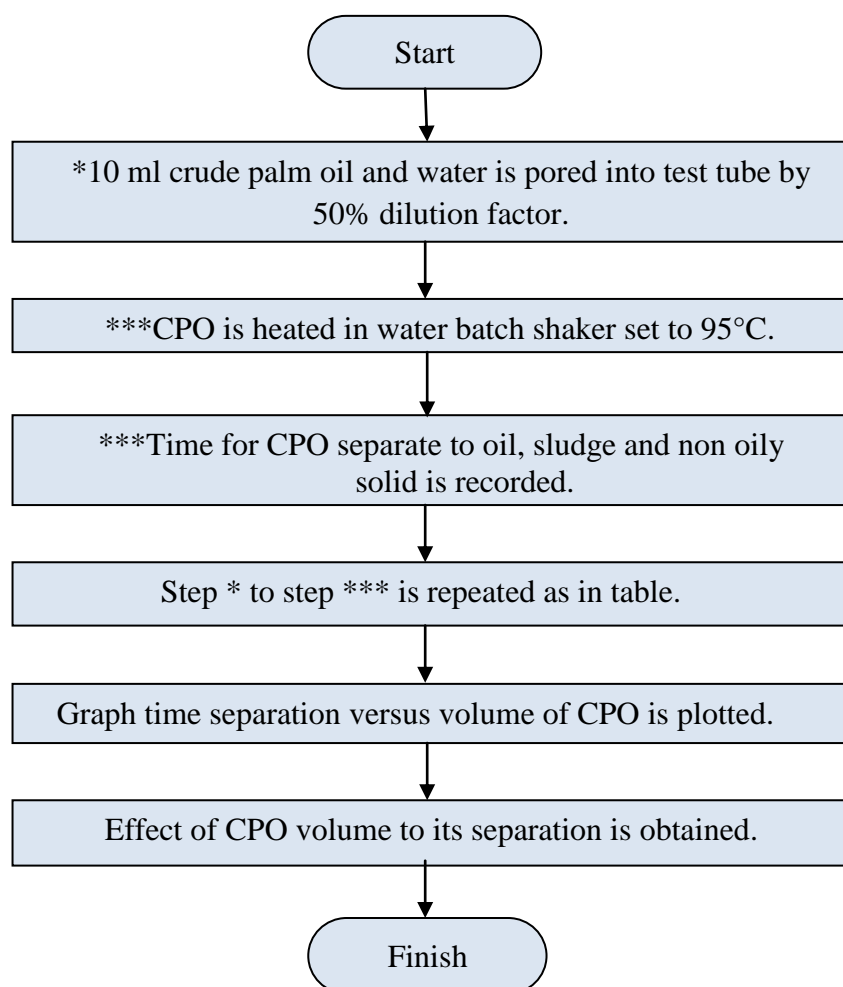 Start
*10 ml crude palm oil and water is pored into test tube by
50% dilution factor.
***CPO is heated in water batch shaker set to 95°C.
***Time for CPO separate to oil, sludge and non oily
solid is recorded.
Step * to step *** is repeated as in table.
Graph time separation versus volume of CPO is plotted.
Effect of CPO volume to its separation is obtained.
Finish